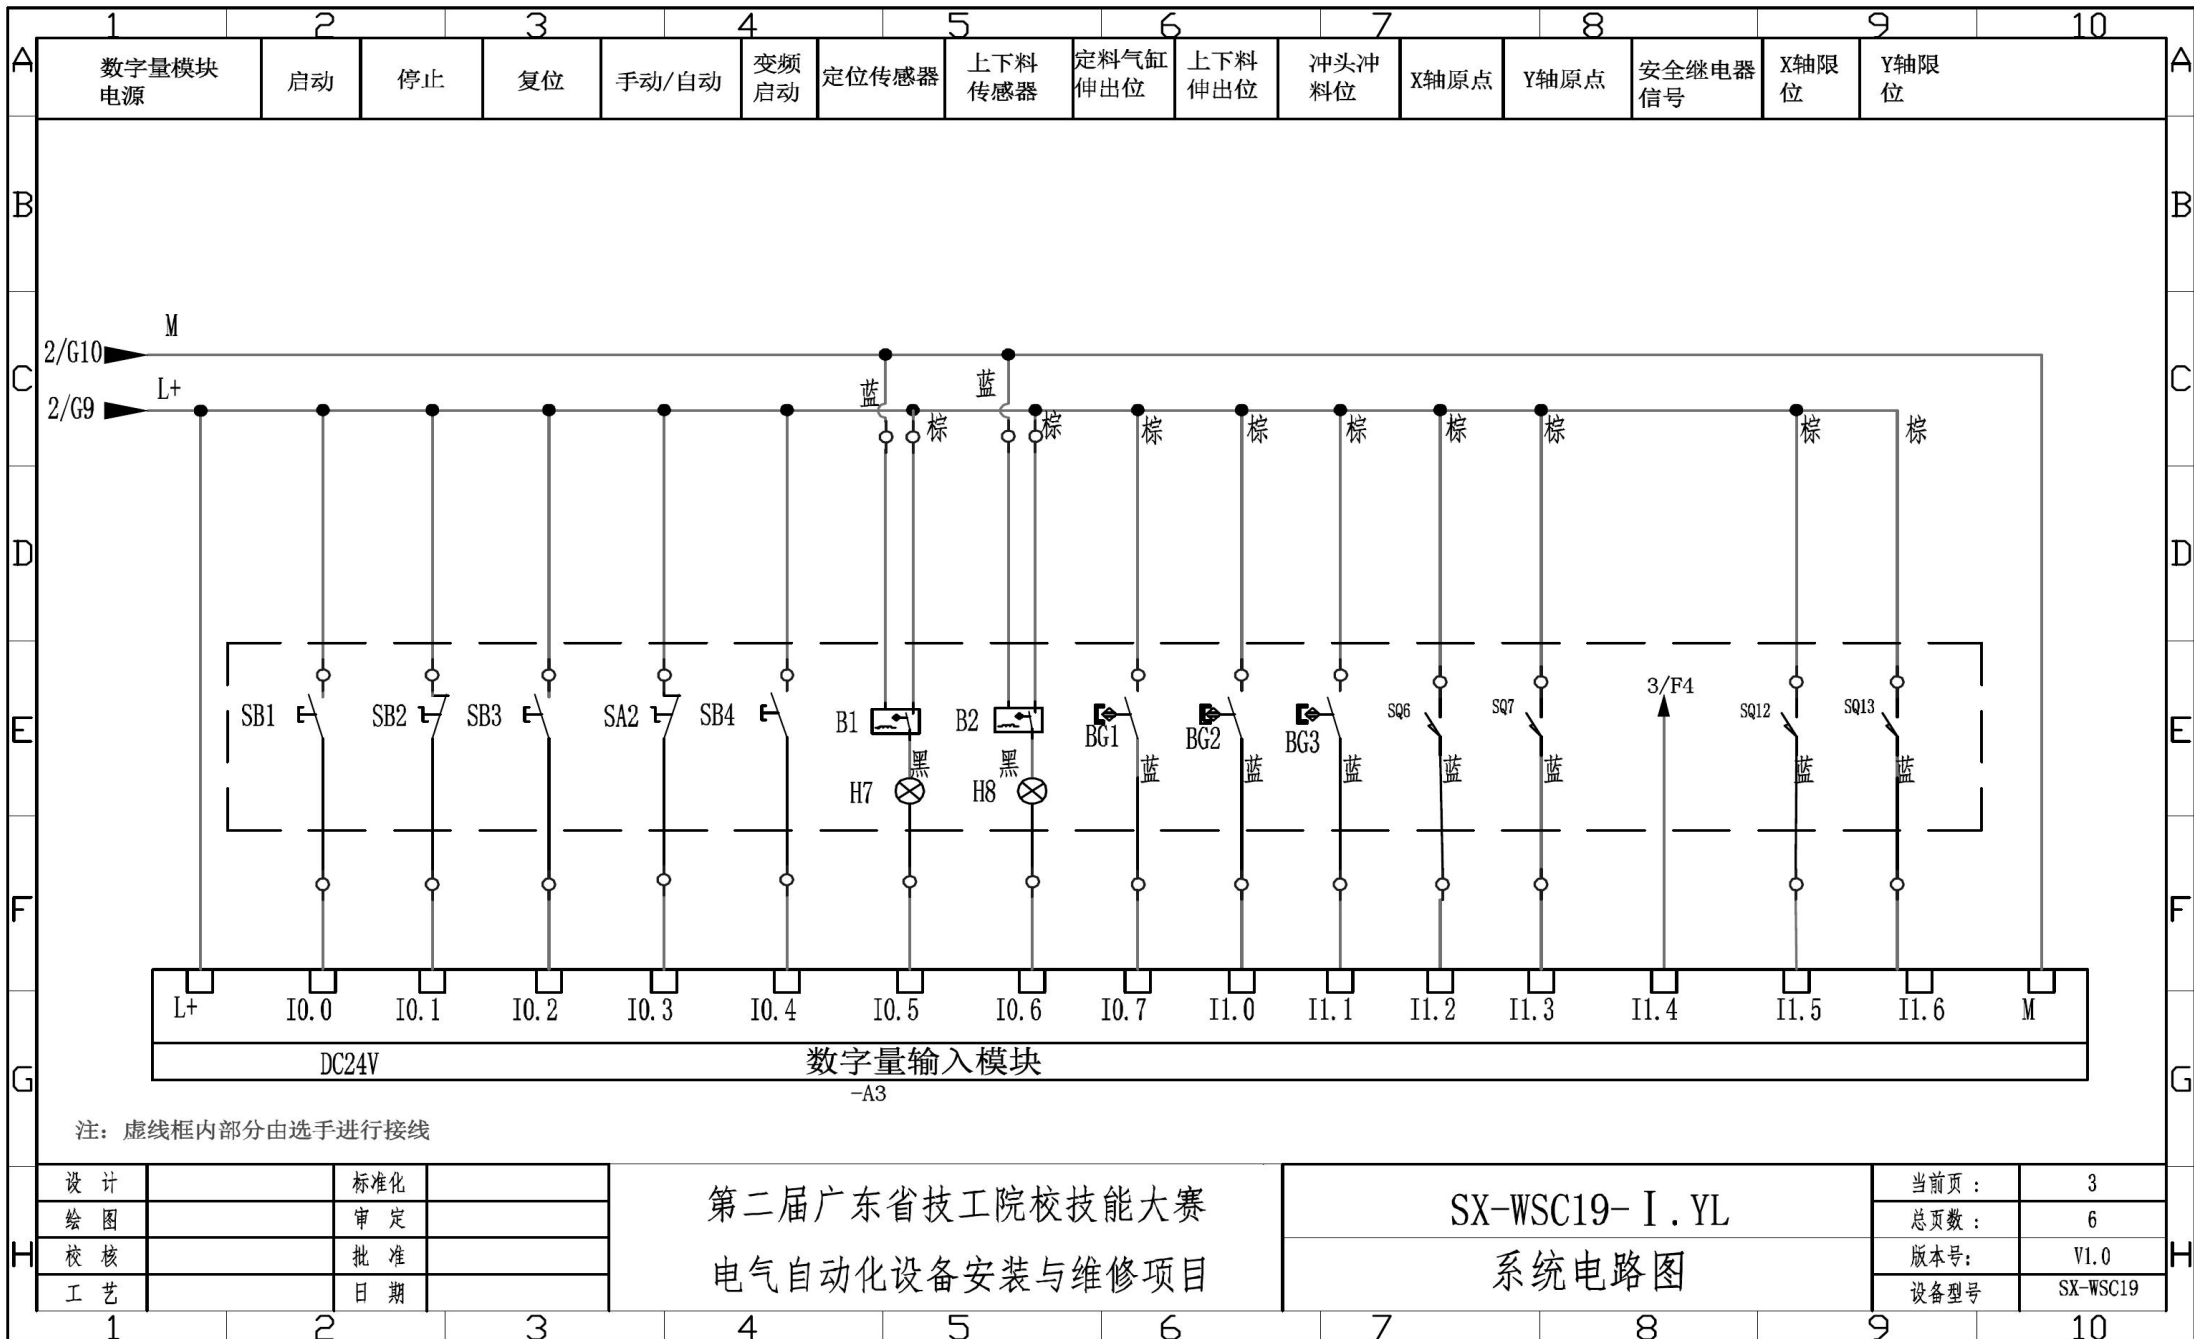 1 2 3 4 5 6 7 8 9 10
A A
数字量模块
电源
启动
停止
复位
手动/自动
变频
启动
定位传感器
上下料
传感器
定料气缸
伸出位
上下料
伸出位
冲头冲
料位
X轴原点
Y轴原点
安全继电器
信号
X轴限
位
Y轴限
位
B B
M
2/G10
C C
L+
2/G9
蓝 蓝
棕 棕 棕 棕 棕 棕 棕 棕 棕
D D
3/F4
SB1 SB2 SB3 SA2 SB4 B1 B2 BG1 BG2 BG3 SQ6 SQ7 SQ12 SQ13
E E
黑 黑 蓝 蓝 蓝 蓝 蓝 蓝 蓝
H7 H8
F F
L+ I0.0 I0.1 I0.2 I0.3 I0.4 I0.5 I0.6 I0.7 I1.0 I1.1 I1.2 I1.3 I1.4 I1.5 I1.6 M
DC24V 数字量输入模块
G G
-A3
注：虚线框内部分由选手进行接线
设 计 标准化
绘 图 审 定
校 核 批 准
工 艺 日 期
第二届广东省技工院校技能大赛
电气自动化设备安装与维修项目
SX-WSC19-Ⅰ.YL
系统电路图
当前页： 3
总页数： 6
版本号： V1.0
设备型号 SX-WSC19
H H
1 2 3 4 5 6 7 8 9 10